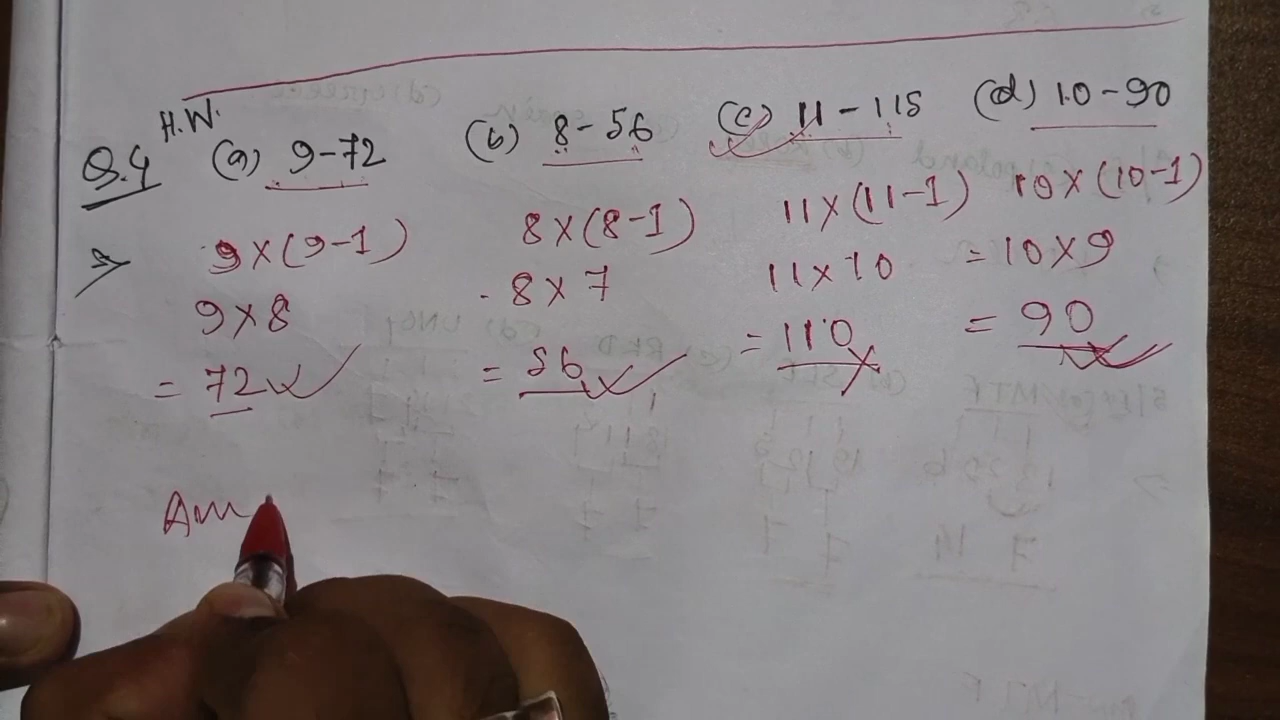 H.W.
Q.4 (a) 9-72 (b) 8-56 (c) 11-115 (d) 10-90
⇒ 9×(9-1) 8×(8-1) 11×(11-1) 10×(10-1)
9×8 8×7 11×10 =10×9
= 72 = 56 = 110 = 90